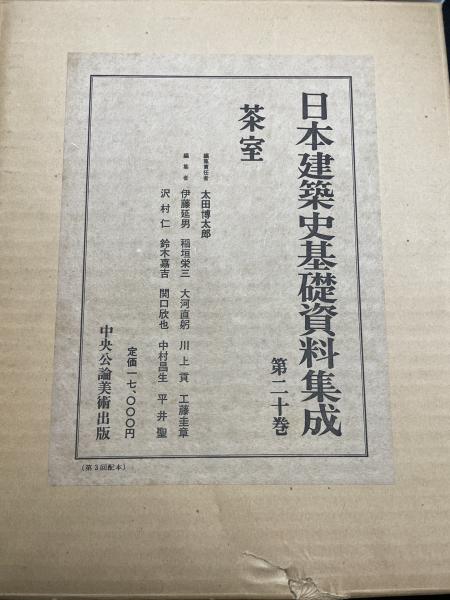 日本建築史基礎資料集成
第二十巻
茶室
編集責任者 太田博太郎
編集者 伊藤延男 稲垣栄三 大河直躬 川上貢 工藤圭章
沢村仁 鈴木嘉吉 関口欣也 中村昌生 平井聖
定価一七、〇〇〇円
中央公論美術出版
(第3回配本)